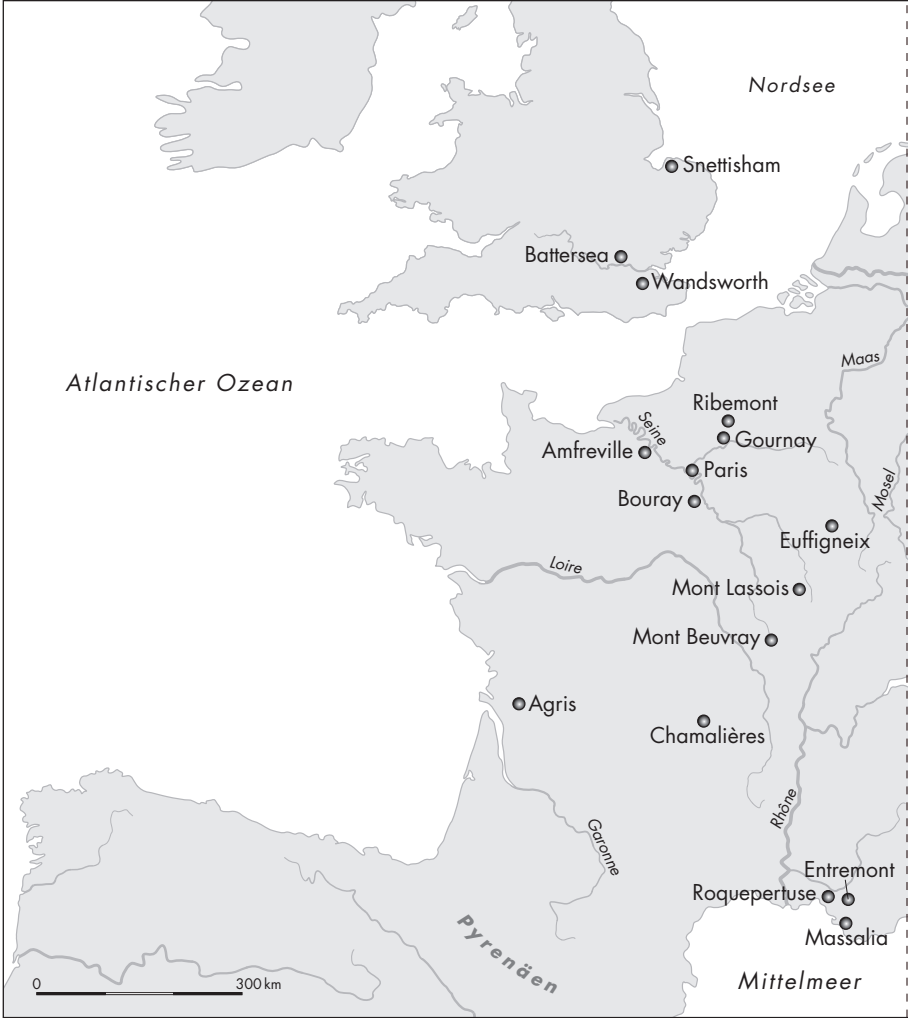 Nordsee
Snettisham
Battersea
Wandsworth
Atlantischer Ozean
Maas
Ribemont
Seine
Gournay
Amfreville
Paris
Mosel
Bouray
Euffigneix
Loire
Mont Lassois
Mont Beuvray
Agris
Chamalières
Rhône
Garonne
Entremont
Roquepertuse
Massalia
Pyrenäen
Mittelmeer
0 300 km